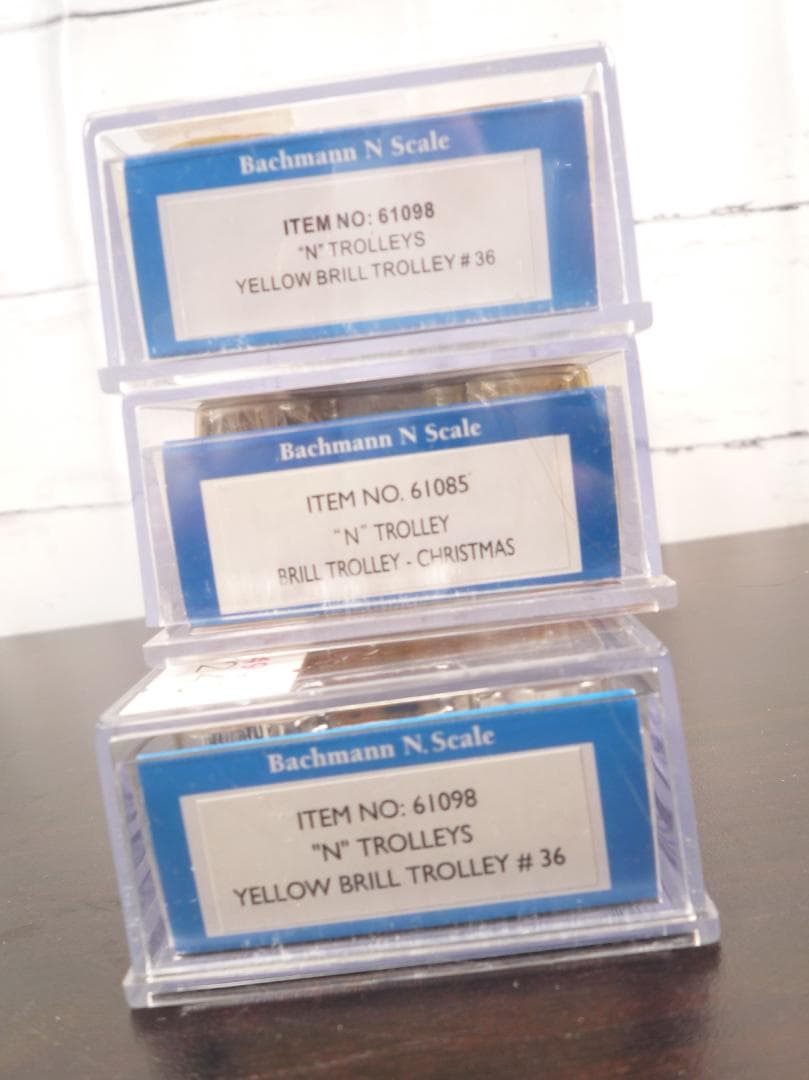 Bachmann N Scale
ITEM NO: 61098
"N" TROLLEYS
YELLOW BRILL TROLLEY # 36
Bachmann N Scale
ITEM NO. 61085
"N" TROLLEY
BRILL TROLLEY - CHRISTMAS
Bachmann N Scale
ITEM NO: 61098
"N" TROLLEYS
YELLOW BRILL TROLLEY # 36